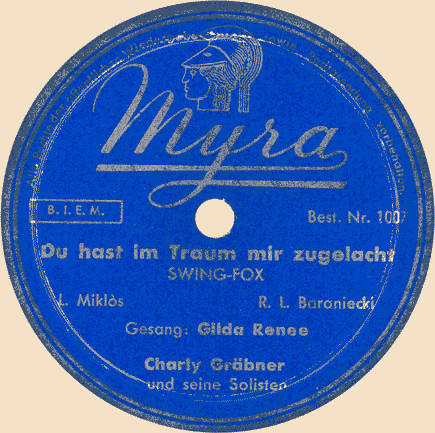 Myra
B. I. E. M.
Best. Nr. 1007
Du hast im Traum mir zugelacht
SWING-FOX
L. Miklòs
R. L. Baraniecki
Gesang: Gilda Renee
Charly Gräbner
und seine Solisten